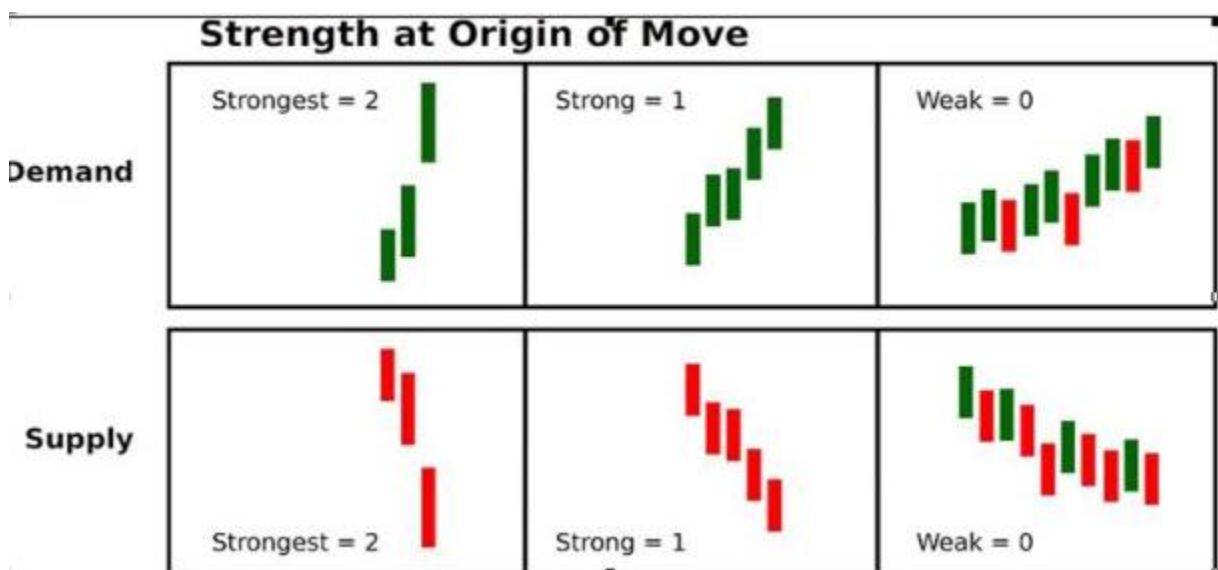 Strength at Origin of Move
Strongest = 2
Strong = 1
Weak = 0
Demand
Supply
Strongest = 2
Strong = 1
Weak = 0